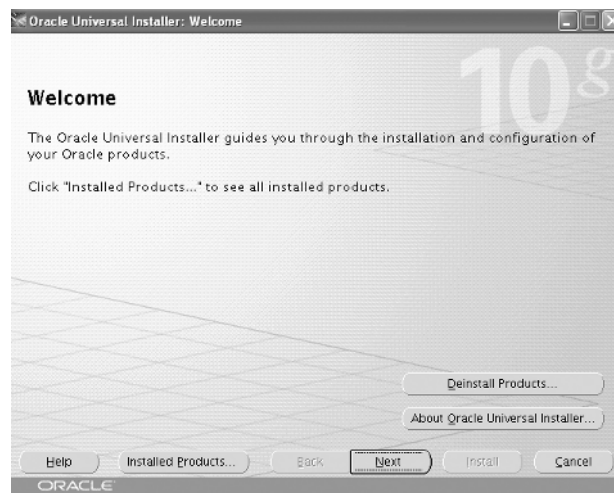 Oracle Universal Installer: Welcome
10g
Welcome
The Oracle Universal Installer guides you through the installation and configuration of
your Oracle products.
Click "Installed Products..." to see all installed products.
Deinstall Products...
About Oracle Universal Installer...
Help Installed Products... Back Next Install Cancel
ORACLE